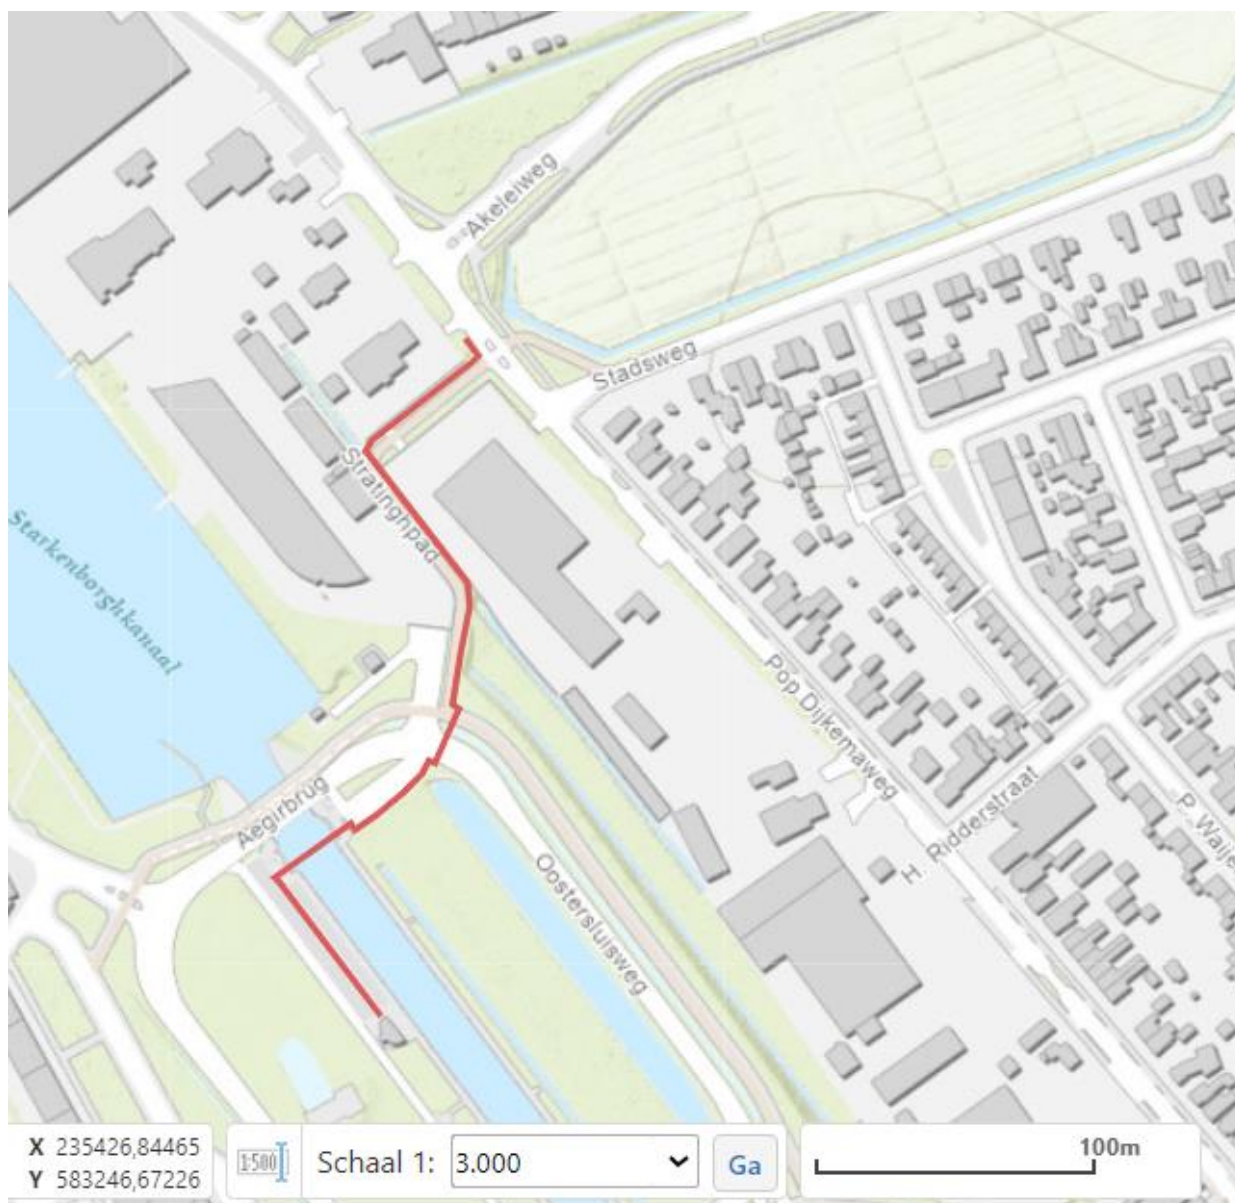 Akeleiweg
Stadsweg
Stratinghpad
Starkenborghkanaal
Pop Dijkemaweg
Aegirbrug
H. Ridderstraat
P. Waije
Oostersluisweg
X 235426,84465
Y 583246,67226
1:500
Schaal 1: 3.000
Ga
100m